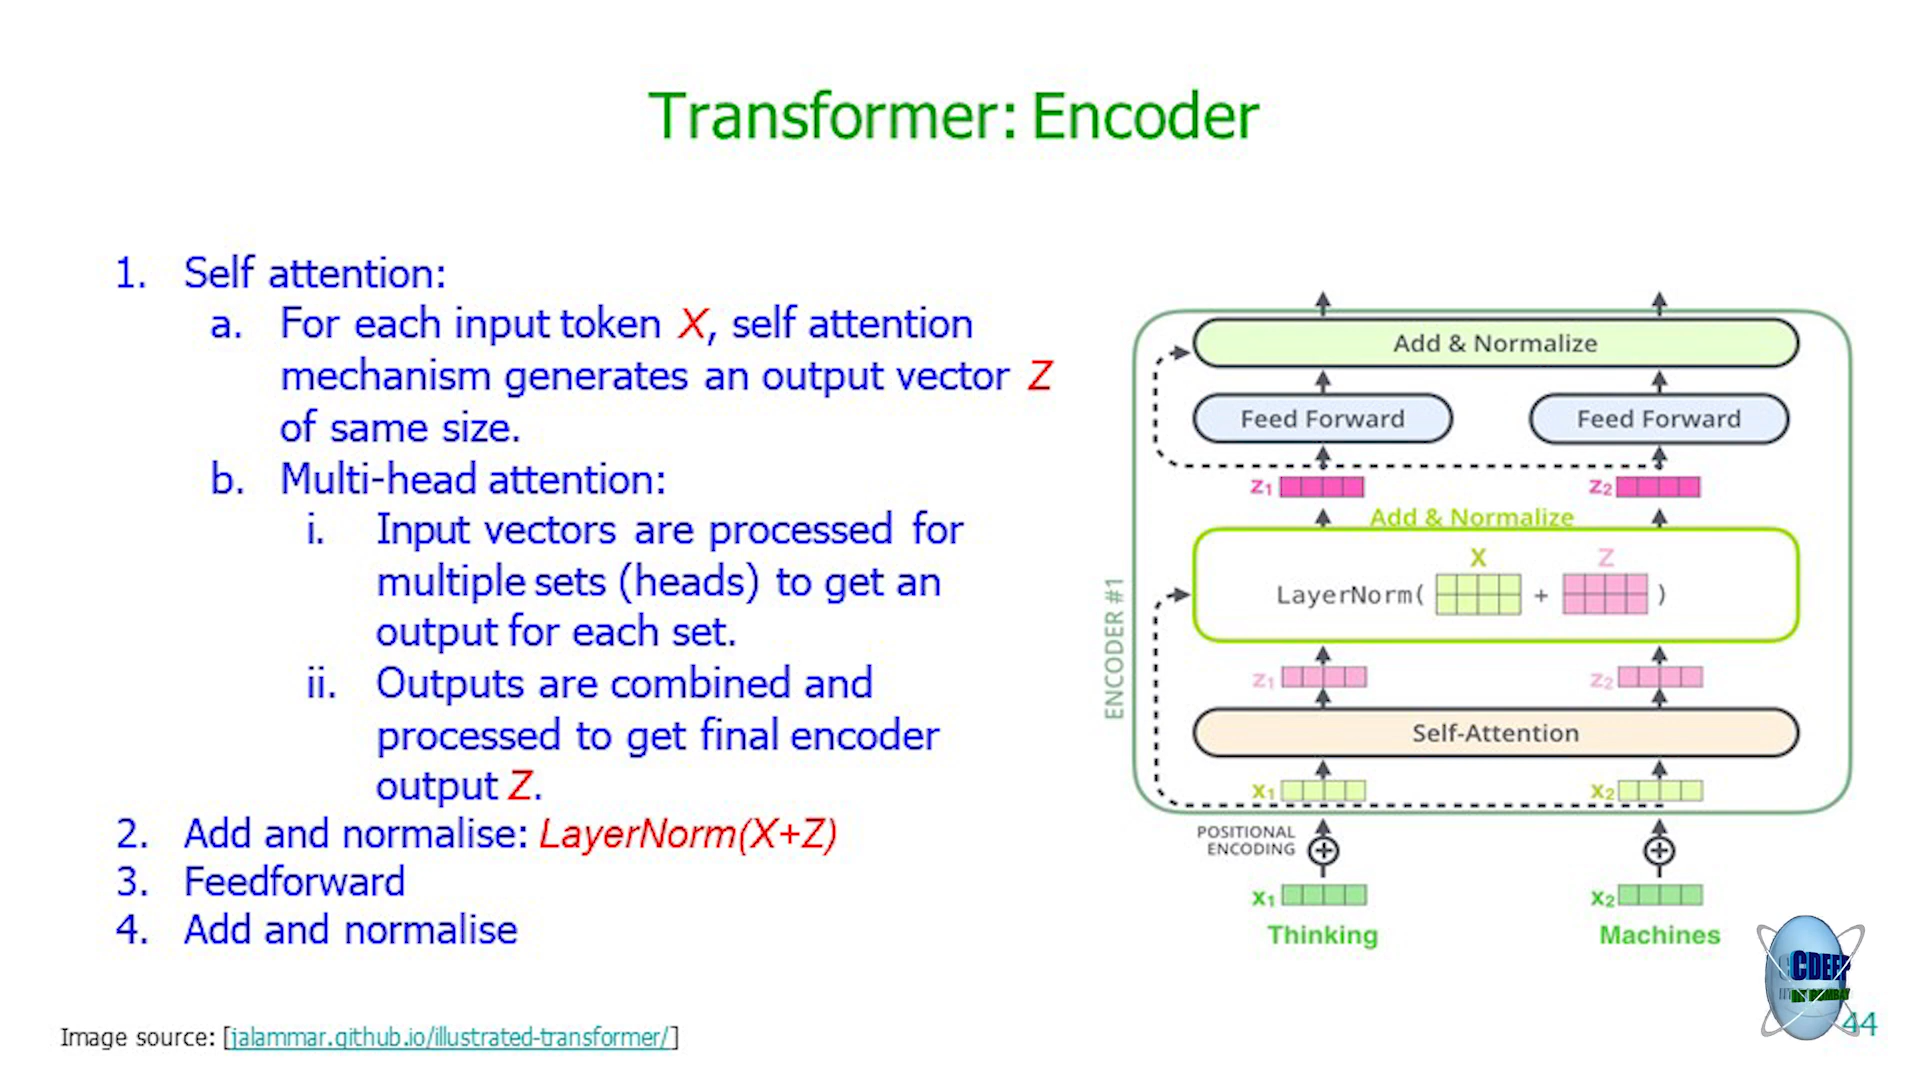 Transformer: Encoder
1. Self attention:
a. For each input token X, self attention
mechanism generates an output vector Z
of same size.
b. Multi-head attention:
i. Input vectors are processed for
multiple sets (heads) to get an
output for each set.
ii. Outputs are combined and
processed to get final encoder
output Z.
2. Add and normalise: LayerNorm(X+Z)
3. Feedforward
4. Add and normalise
ENCODER #1
Add & Normalize
Feed Forward Feed Forward
z1 z2
Add & Normalize
X Z
LayerNorm( + )
z1 z2
Self-Attention
x1 x2
POSITIONAL
ENCODING
x1 x2
Thinking Machines
CDEEP
44
Image source: [jalammar.github.io/illustrated-transformer/]